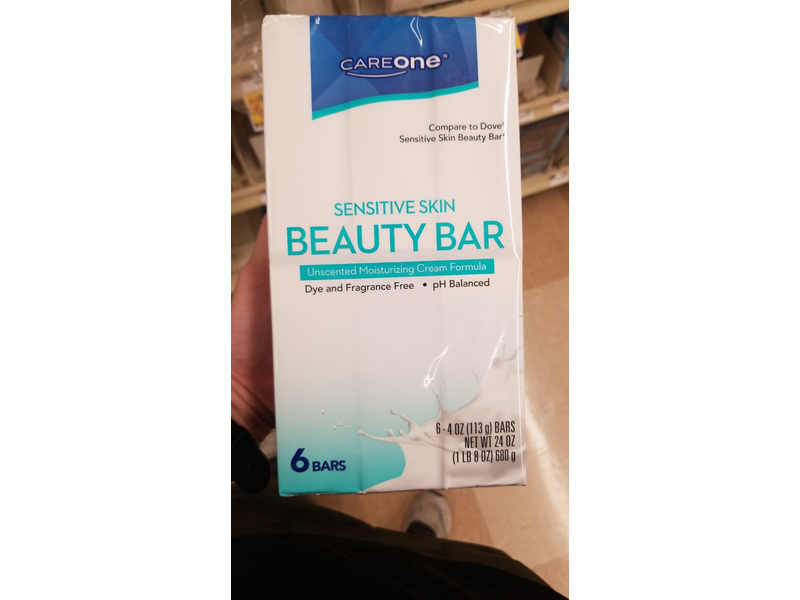 CAREone®
Compare to Dove®
Sensitive Skin Beauty Bar*
SENSITIVE SKIN
BEAUTY BAR
Unscented Moisturizing Cream Formula
Dye and Fragrance Free • pH Balanced
6 - 4 OZ (113 g) BARS
NET WT 24 OZ
(1 LB 8 OZ) 680 g
6 BARS